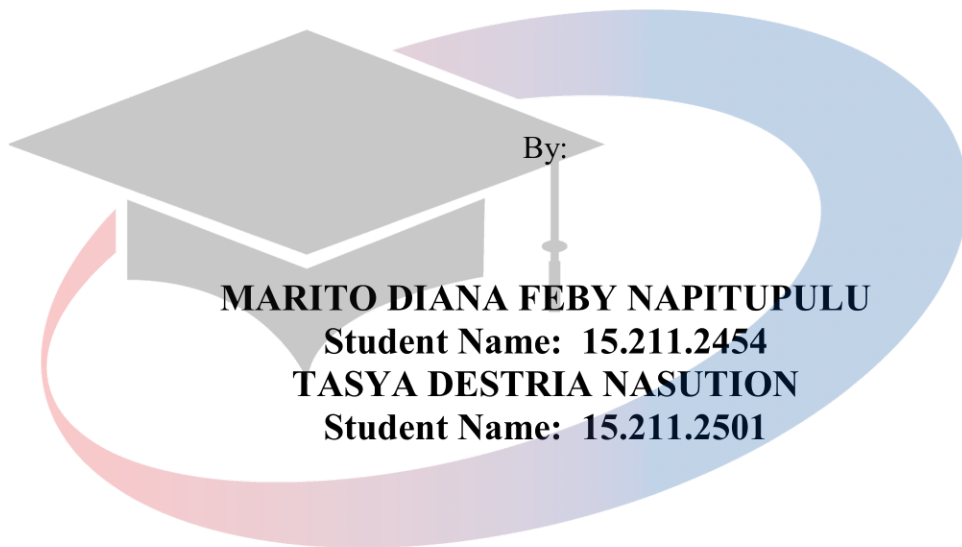 By:
MARITO DIANA FEBY NAPITUPULU
Student Name: 15.211.2454
TASYA DESTRIA NASUTION
Student Name: 15.211.2501